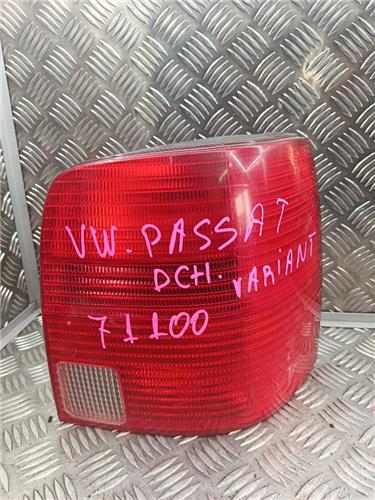 VW. PASSAT
DCH. VARIANT
71100